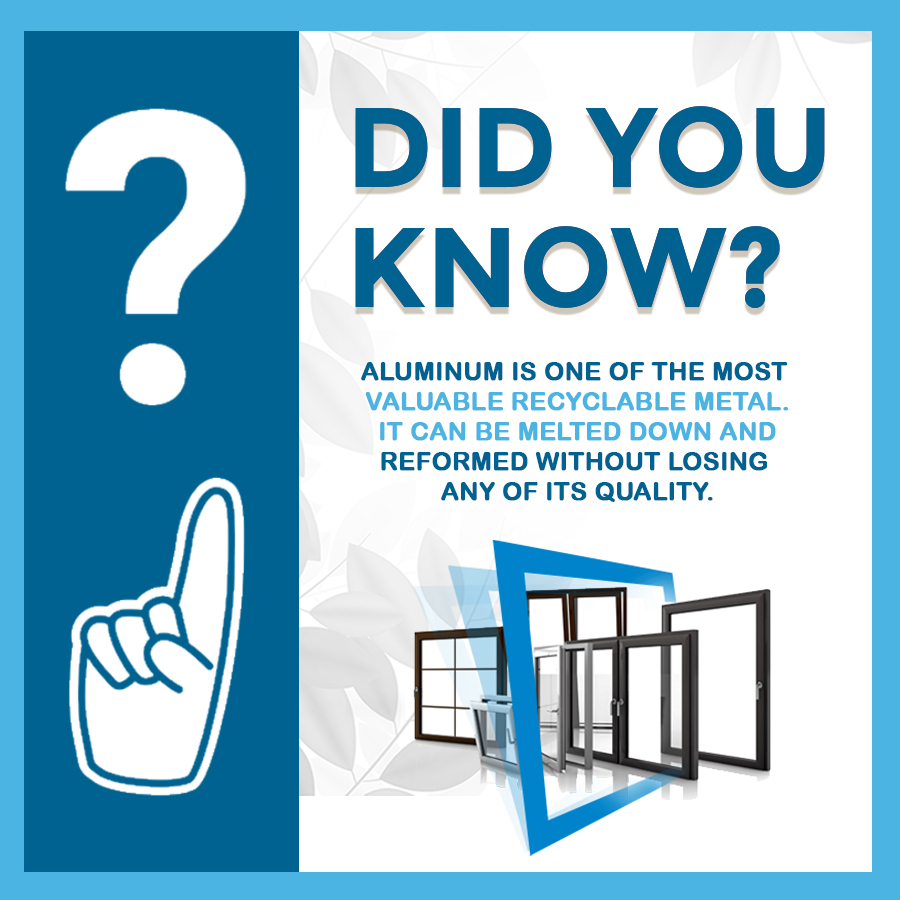 ?
DID YOU
KNOW?
ALUMINUM IS ONE OF THE MOST
VALUABLE RECYCLABLE METAL.
IT CAN BE MELTED DOWN AND
REFORMED WITHOUT LOSING
ANY OF ITS QUALITY.